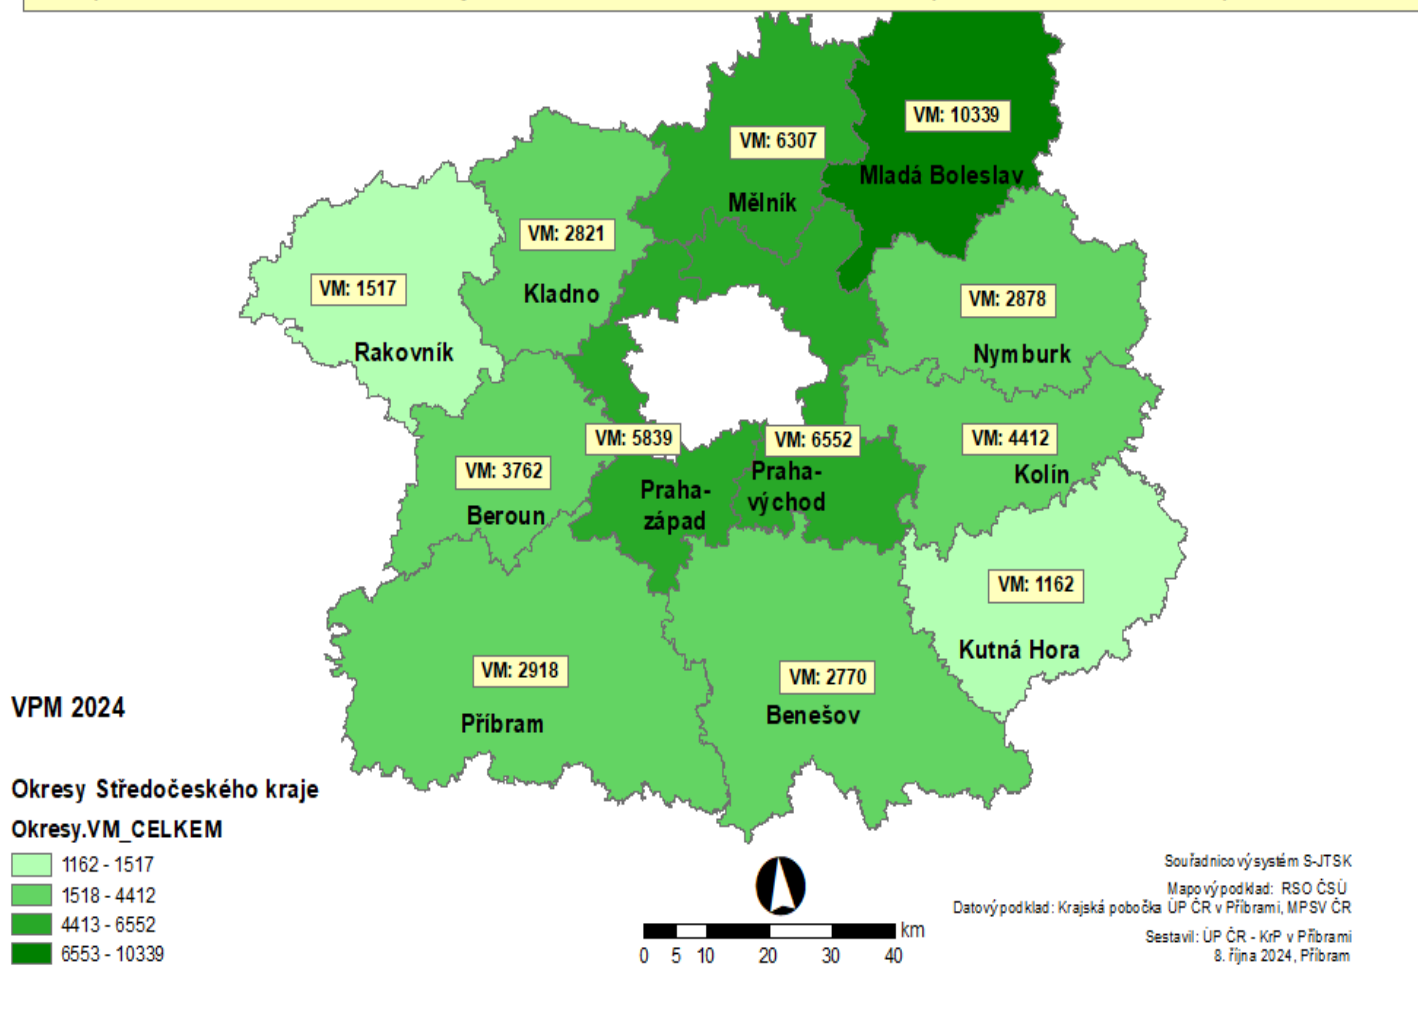 VM: 10339
Mladá Boleslav
VM: 6307
Mělník
VM: 2821
Kladno
VM: 1517
Rakovník
VM: 2878
Nymburk
VM: 5839
Praha-
západ
VM: 6552
Praha-
východ
VM: 4412
Kolín
VM: 3762
Beroun
VM: 1162
Kutná Hora
VM: 2918
Příbram
VM: 2770
Benešov
VPM 2024
Okresy Středočeského kraje
Okresy.VM_CELKEM
1162 - 1517
1518 - 4412
4413 - 6552
6553 - 10339
km
0 5 10 20 30 40
Souřadnicový systém S-JTSK
Mapový podklad: RSO ČSÚ
Datový podklad: Krajská pobočka ÚP ČR v Příbrami, MPSV ČR
Sestavil: ÚP ČR - KrP v Příbrami
8. října 2024, Příbram